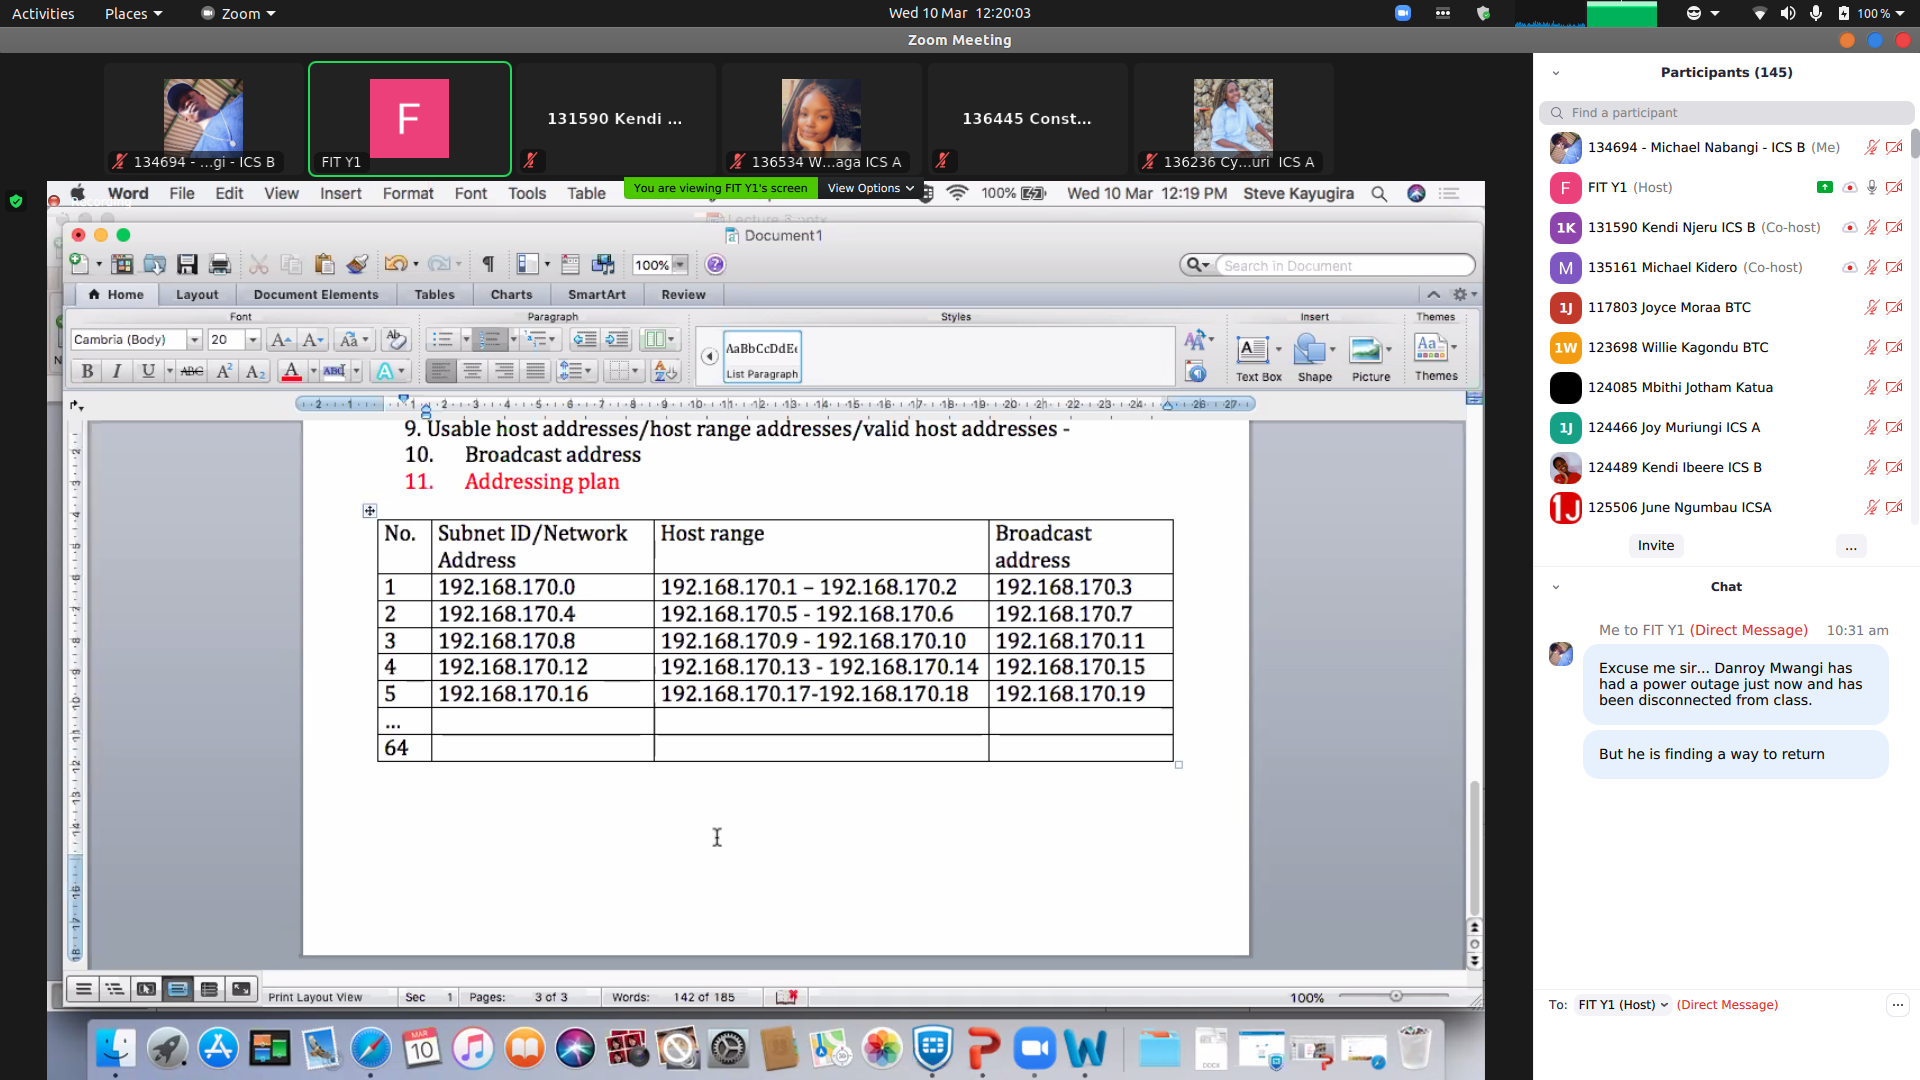 Activities
Places
Zoom
Wed 10 Mar 12:20:03
100 %
Zoom Meeting
134694 - ...gi - ICS B
F
FIT Y1
131590 Kendi ...
136534 W...aga ICS A
136445 Const...
136236 Cy...uri ICS A
Word
File
Edit
View
Insert
Format
Font
Tools
Table
You are viewing FIT Y1's screen
View Options
100%
Wed 10 Mar 12:19 PM
Steve Kayugira
Document1
100%
Search in Document
Home
Layout
Document Elements
Tables
Charts
SmartArt
Review
Font
Paragraph
Styles
Insert
Themes
Cambria (Body)
20
AaBbCcDdEe
List Paragraph
Text Box
Shape
Picture
Themes
9. Usable host addresses/host range addresses/valid host addresses -
10. Broadcast address
11. Addressing plan
No. Subnet ID/Network Address Host range Broadcast address
1 192.168.170.0 192.168.170.1 – 192.168.170.2 192.168.170.3
2 192.168.170.4 192.168.170.5 - 192.168.170.6 192.168.170.7
3 192.168.170.8 192.168.170.9 - 192.168.170.10 192.168.170.11
4 192.168.170.12 192.168.170.13 - 192.168.170.14 192.168.170.15
5 192.168.170.16 192.168.170.17-192.168.170.18 192.168.170.19
...
64
Print Layout View
Sec 1
Pages: 3 of 3
Words: 142 of 185
100%
MAR
10
Participants (145)
Find a participant
134694 - Michael Nabangi - ICS B (Me)
F FIT Y1 (Host)
1K 131590 Kendi Njeru ICS B (Co-host)
M 135161 Michael Kidero (Co-host)
1J 117803 Joyce Moraa BTC
1W 123698 Willie Kagondu BTC
124085 Mbithi Jotham Katua
1J 124466 Joy Muriungi ICS A
124489 Kendi Ibeere ICS B
1J 125506 June Ngumbau ICSA
Invite
...
Chat
Me to FIT Y1 (Direct Message) 10:31 am
Excuse me sir... Danroy Mwangi has
had a power outage just now and has
been disconnected from class.
But he is finding a way to return
To: FIT Y1 (Host) (Direct Message)